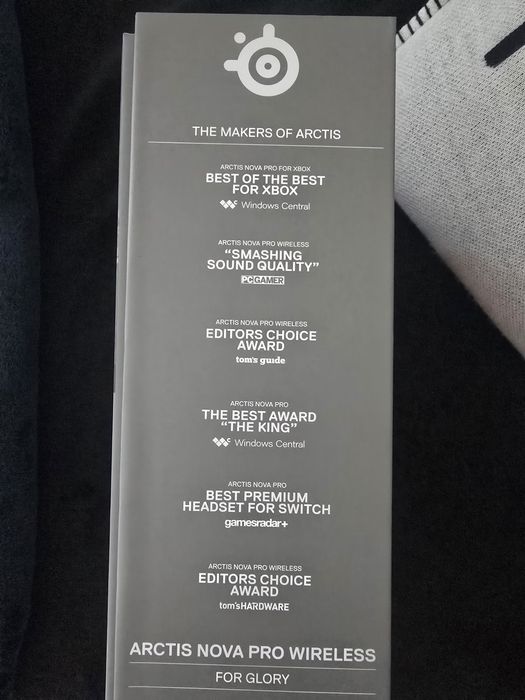 THE MAKERS OF ARCTIS
ARCTIS NOVA PRO FOR XBOX
BEST OF THE BEST
FOR XBOX
Windows Central
ARCTIS NOVA PRO WIRELESS
“SMASHING
SOUND QUALITY”
PC GAMER
ARCTIS NOVA PRO WIRELESS
EDITORS CHOICE
AWARD
tom's guide
ARCTIS NOVA PRO
THE BEST AWARD
“THE KING”
Windows Central
ARCTIS NOVA PRO
BEST PREMIUM
HEADSET FOR SWITCH
gamesradar+
ARCTIS NOVA PRO WIRELESS
EDITORS CHOICE
AWARD
tom'sHARDWARE
ARCTIS NOVA PRO WIRELESS
FOR GLORY